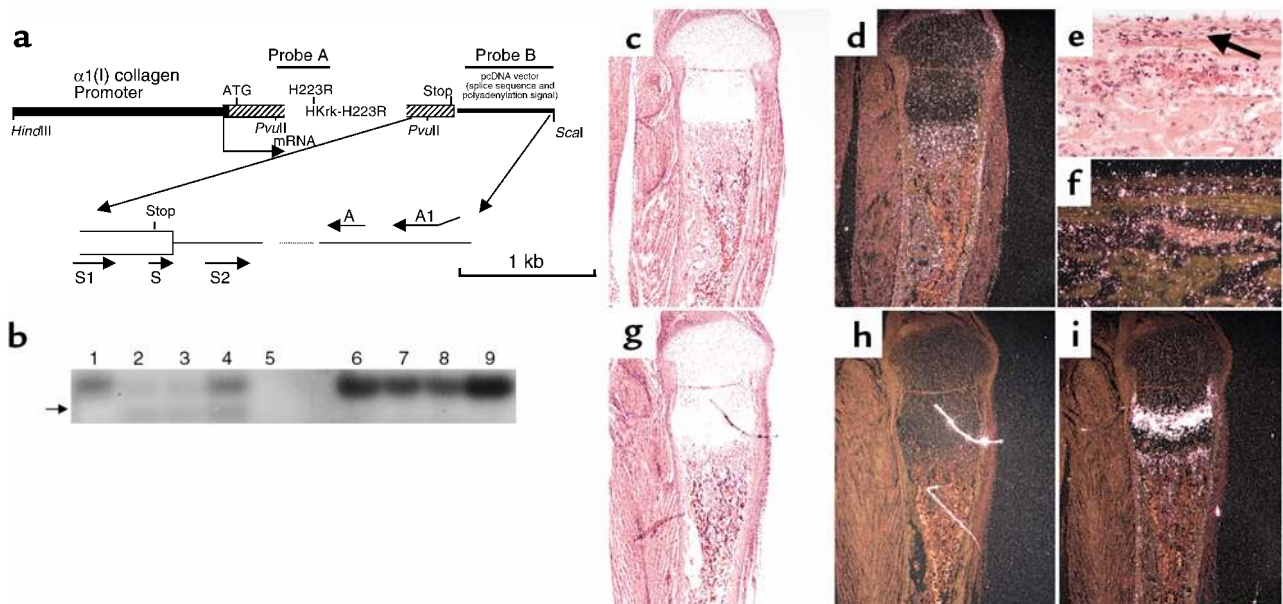 a
Probe A
Probe B
α1(I) collagen
Promoter
pcDNA vector
(splice sequence and
polyadenylation signal)
ATG
H223R
Stop
HKrk-H223R
HindIII
PvuII
PvuII
ScaI
mRNA
Stop
A
A1
S1
S
S2
1 kb
b
1 2 3 4 5 6 7 8 9
c
d
e
f
g
h
i